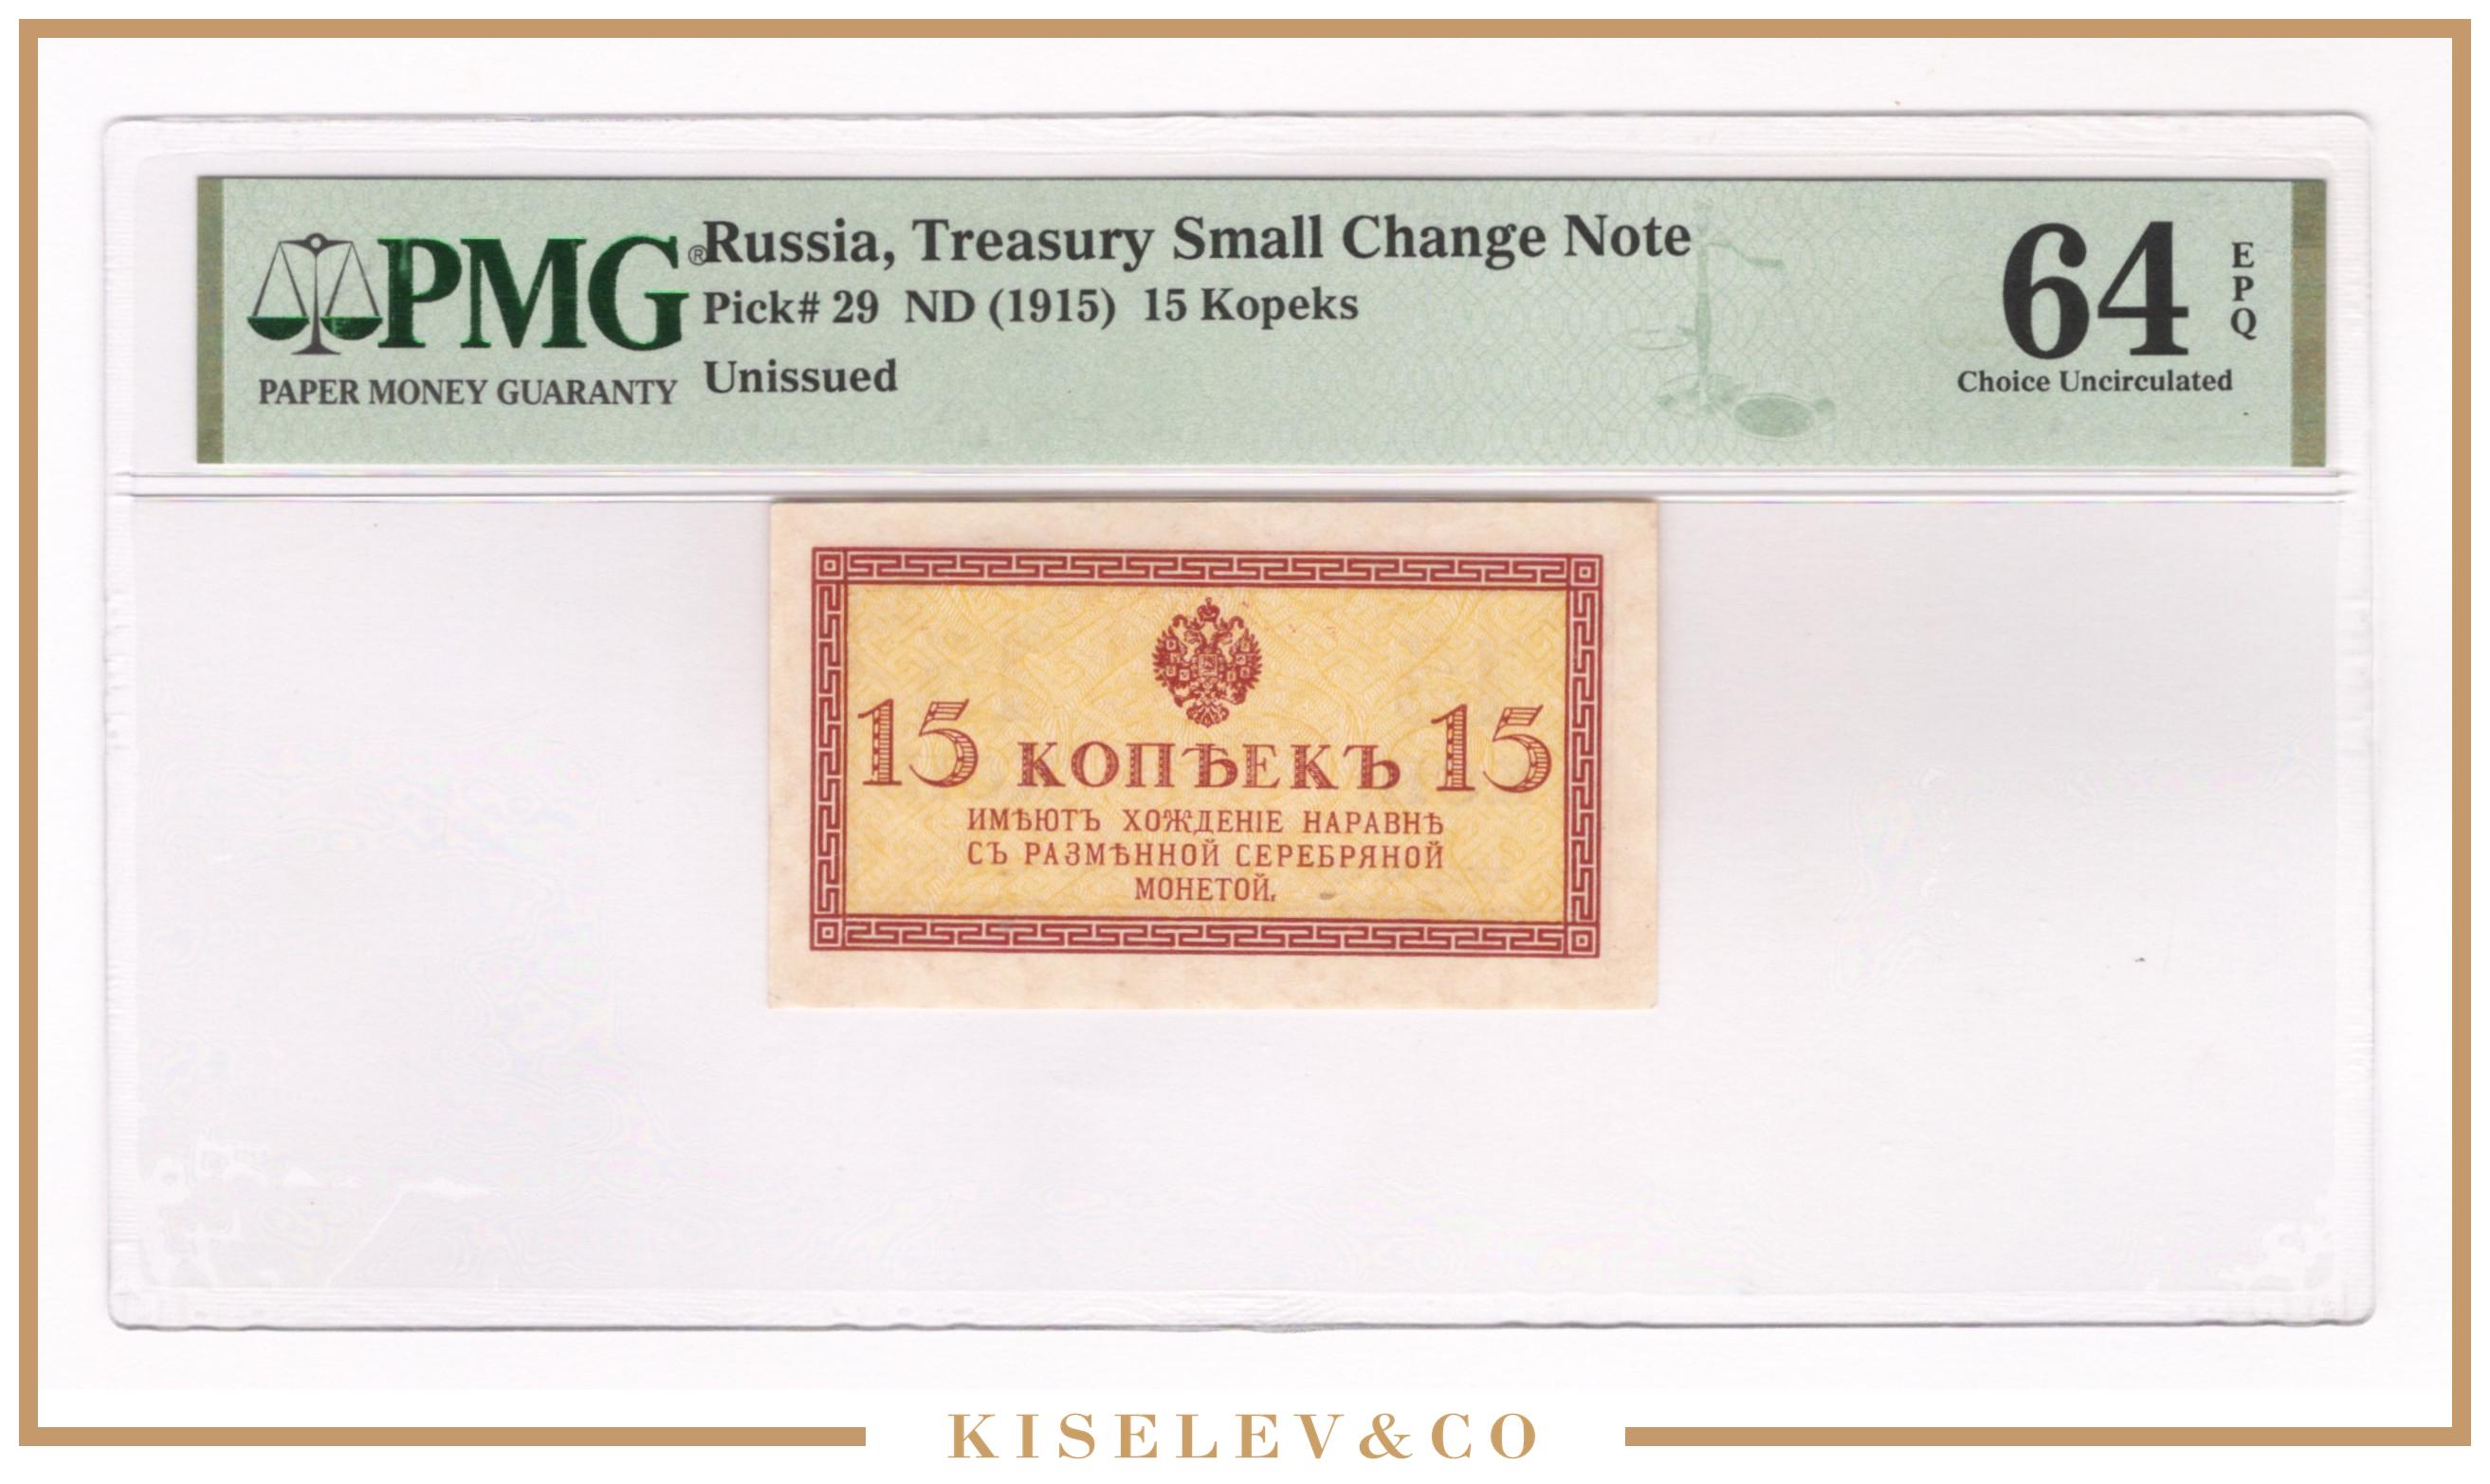 PMG®
PAPER MONEY GUARANTY
Russia, Treasury Small Change Note
Pick# 29 ND (1915) 15 Kopeks
Unissued
64
EPQ
Choice Uncirculated
15 КОПѢЕКЪ 15
ИМѢЮТЪ ХОЖДЕНІЕ НАРАВНѢ
СЪ РАЗМѢННОЙ СЕРЕБРЯНОЙ
МОНЕТОЙ.
KISELEV&CO